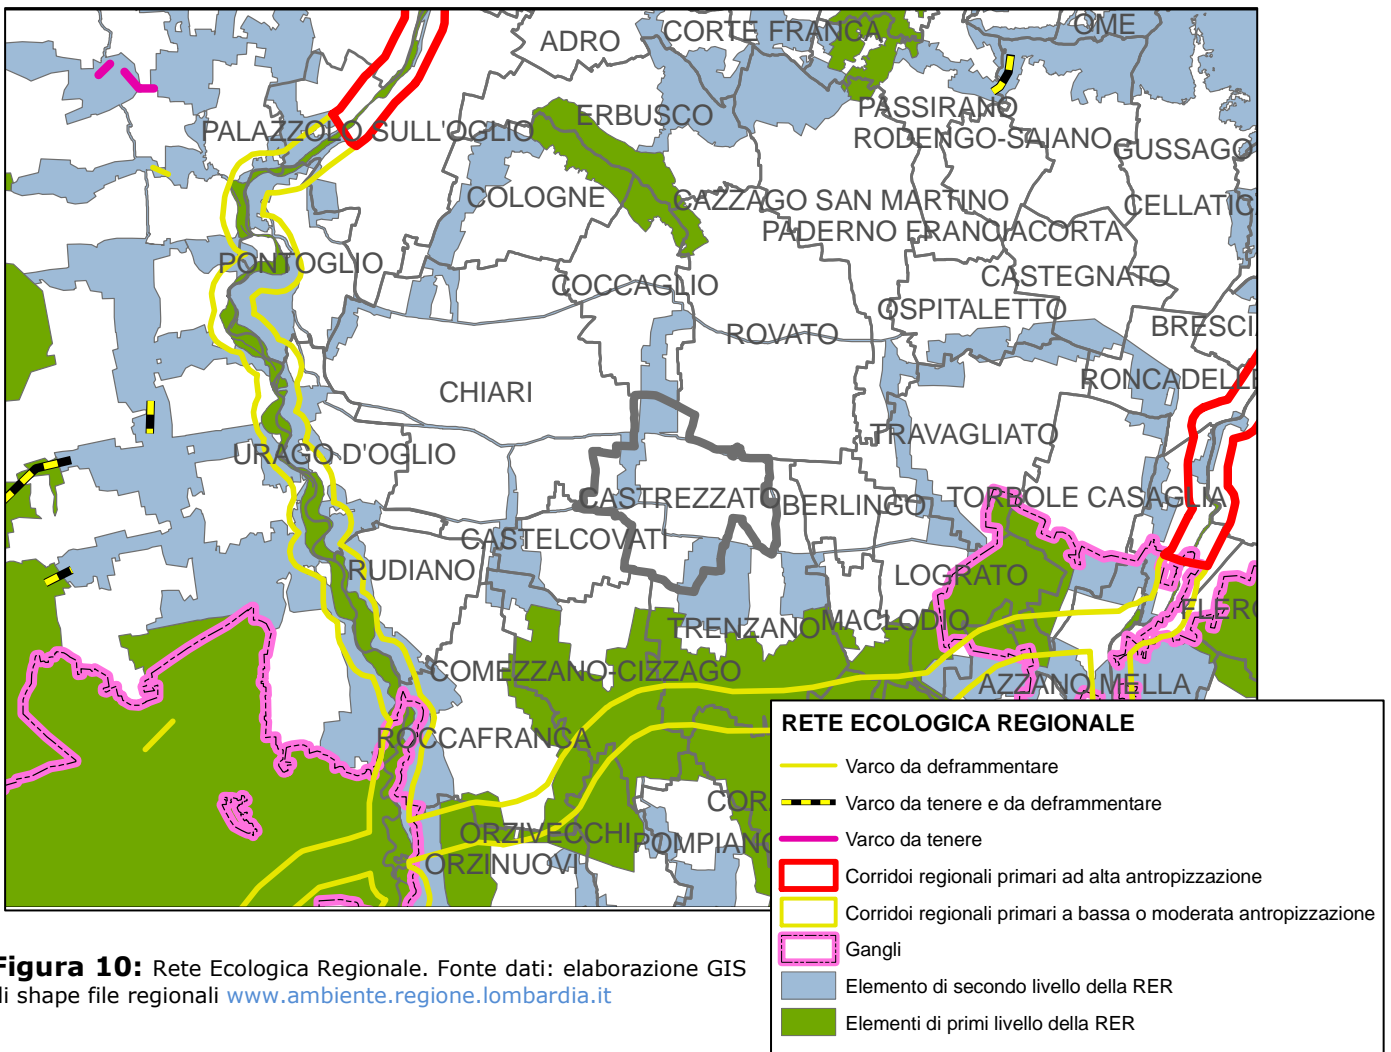 ADRO
CORTE FRANCA
OME
ERBUSCO
PASSIRANO
PALAZZOLO SULL'OGLIO
RODENGO-SAIANO
GUSSAGO
COLOGNE
CAZZAGO SAN MARTINO
CELLATICA
PADERNO FRANCIACORTA
PONTOGLIO
CASTEGNATO
COCCAGLIO
OSPITALETTO
ROVATO
BRESCI
CHIARI
RONCADELLE
TRAVAGLIATO
URAGO D'OGLIO
CASTREZZATO
BERLINGO
TORBOLE CASAGLIA
CASTELCOVATI
RUDIANO
LOGRATO
TRENZANO
MACLODIO
FLERO
COMEZZANO-CIZZAGO
AZZANO MELLA
ROCCAFRANCA
COR
ORZIVECCHI
POMPIANO
ORZINUOVI
RETE ECOLOGICA REGIONALE
Varco da deframmentare
Varco da tenere e da deframmentare
Varco da tenere
Corridoi regionali primari ad alta antropizzazione
Corridoi regionali primari a bassa o moderata antropizzazione
Gangli
Elemento di secondo livello della RER
Elementi di primi livello della RER
Figura 10: Rete Ecologica Regionale. Fonte dati: elaborazione GIS
di shape file regionali www.ambiente.regione.lombardia.it